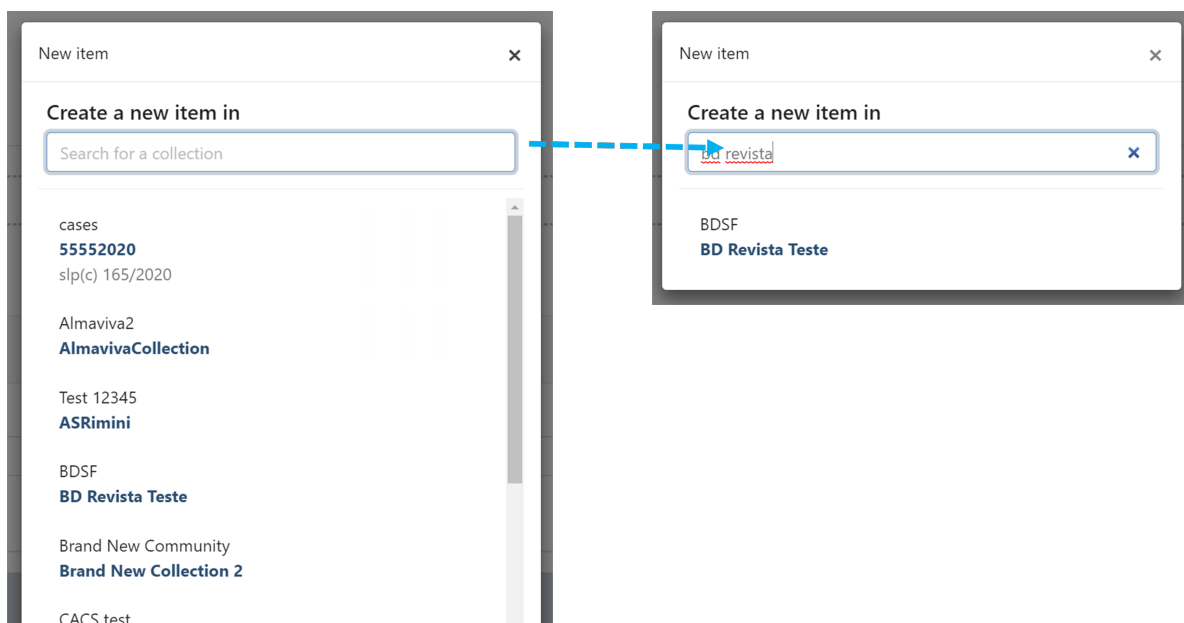 New item
Create a new item in
Search for a collection
cases
55552020
slp(c) 165/2020
Almaviva2
AlmavivaCollection
Test 12345
ASRimini
BDSF
BD Revista Teste
Brand New Community
Brand New Collection 2
CACS test
New item
Create a new item in
bd revista
BDSF
BD Revista Teste